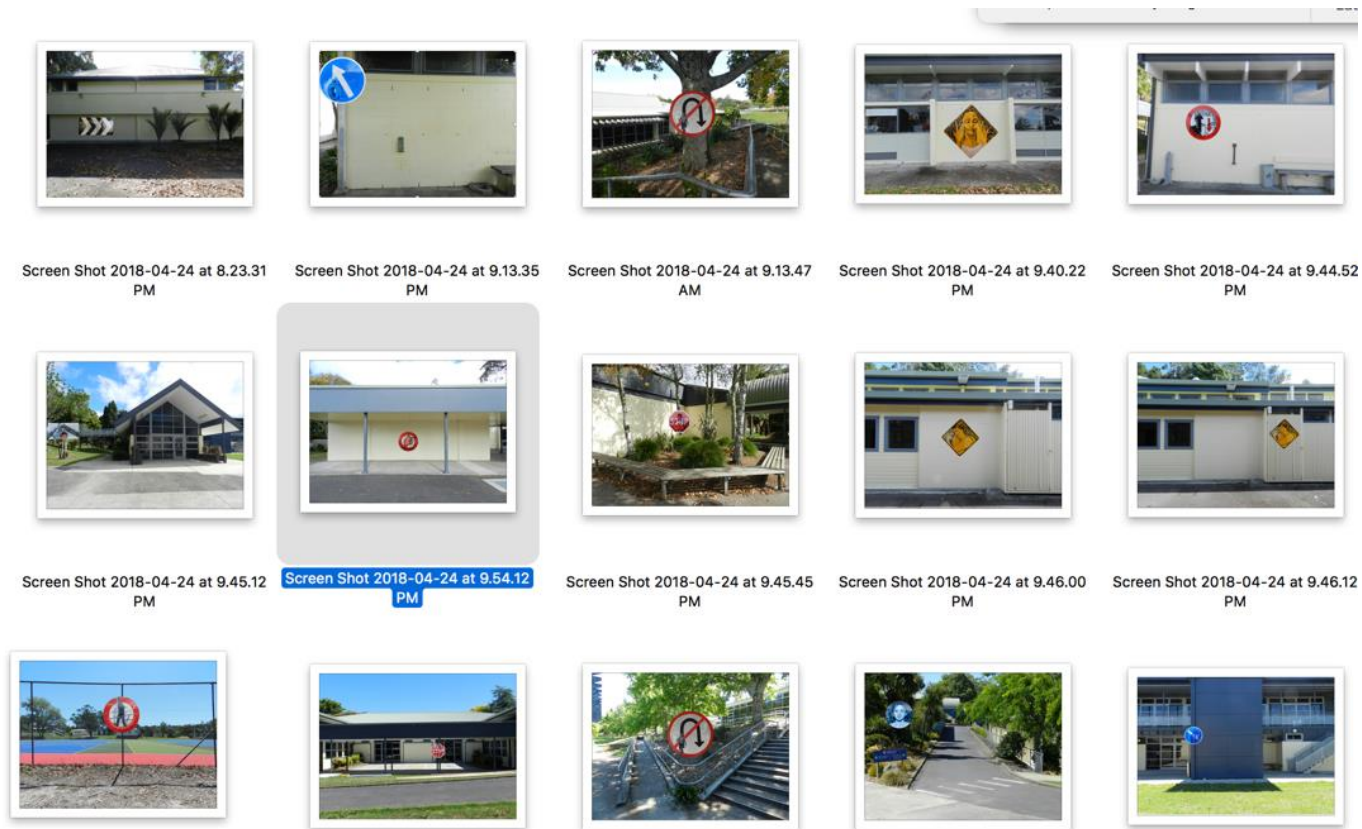 Screen Shot 2018-04-24 at 8.23.31
PM
Screen Shot 2018-04-24 at 9.13.35
PM
Screen Shot 2018-04-24 at 9.13.47
AM
Screen Shot 2018-04-24 at 9.40.22
PM
Screen Shot 2018-04-24 at 9.44.52
PM
Screen Shot 2018-04-24 at 9.45.12
PM
Screen Shot 2018-04-24 at 9.54.12
PM
Screen Shot 2018-04-24 at 9.45.45
PM
Screen Shot 2018-04-24 at 9.46.00
PM
Screen Shot 2018-04-24 at 9.46.12
PM